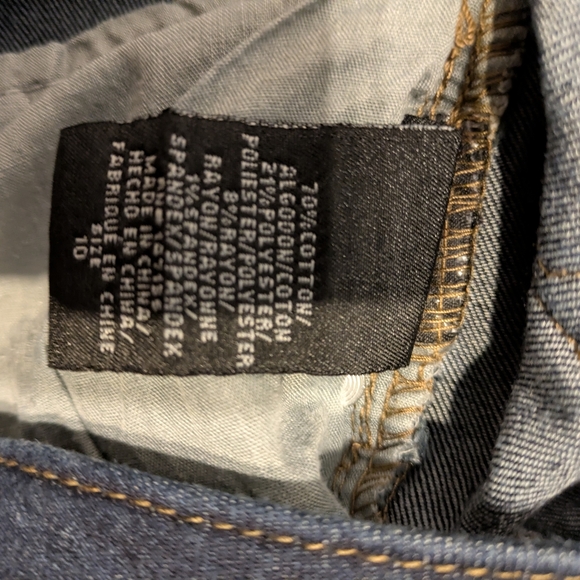 70% COTTON/
ALGODON/COTON
21% POLYESTER/
POLIESTER/POLYESTER
8% RAYON/
RAYON/RAYONNE
1% SPANDEX/
SPANDEX/SPANDEX
MADE IN CHINA/
HECHO EN CHINA/
FABRIQUE EN CHINE
SIZE
10